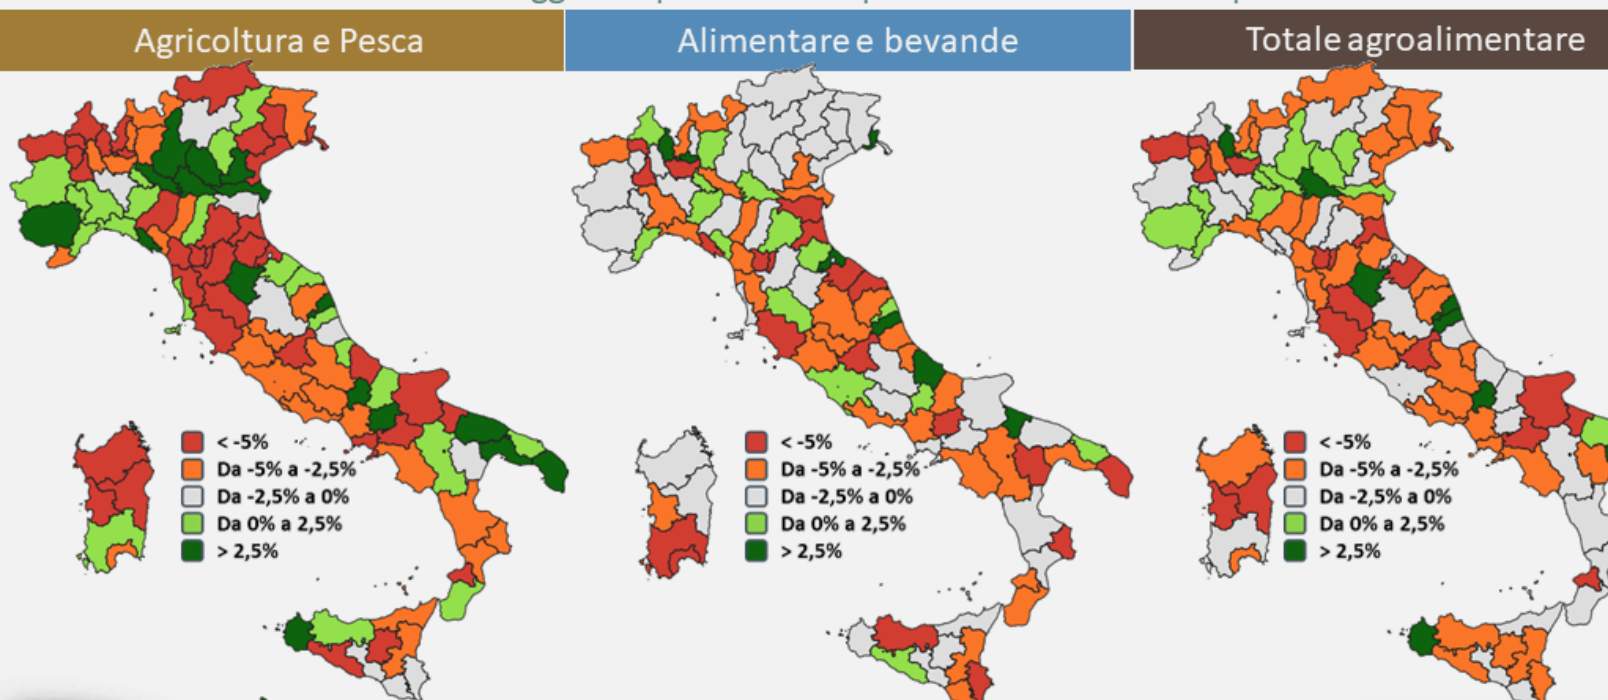 Agricoltura e Pesca
Alimentare e bevande
Totale agroalimentare
< -5%
Da -5% a -2,5%
Da -2,5% a 0%
Da 0% a 2,5%
> 2,5%
< -5%
Da -5% a -2,5%
Da -2,5% a 0%
Da 0% a 2,5%
> 2,5%
< -5%
Da -5% a -2,5%
Da -2,5% a 0%
Da 0% a 2,5%
> 2,5%